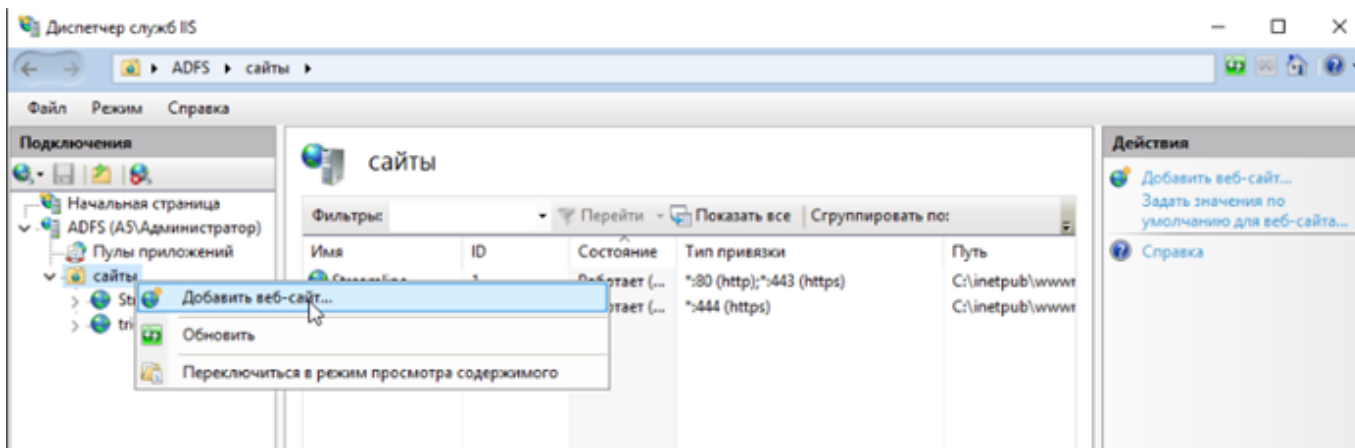 Диспетчер служб IIS
ADFS сайты
Файл Режим Справка
Подключения
Начальная страница
ADFS (A5\Администратор)
Пулы приложений
сайты
St
tri
Добавить веб-сайт...
Обновить
Переключиться в режим просмотра содержимого
сайты
Фильтры: Перейти Показать все Сгруппировать по:
Имя ID Состояние Тип привязки Путь
1 Работает (... *:80 (http);*:443 (https) C:\inetpub\wwwr
*:444 (https) C:\inetpub\wwwr
Действия
Добавить веб-сайт...
Задать значения по
умолчанию для веб-сайта...
Справка